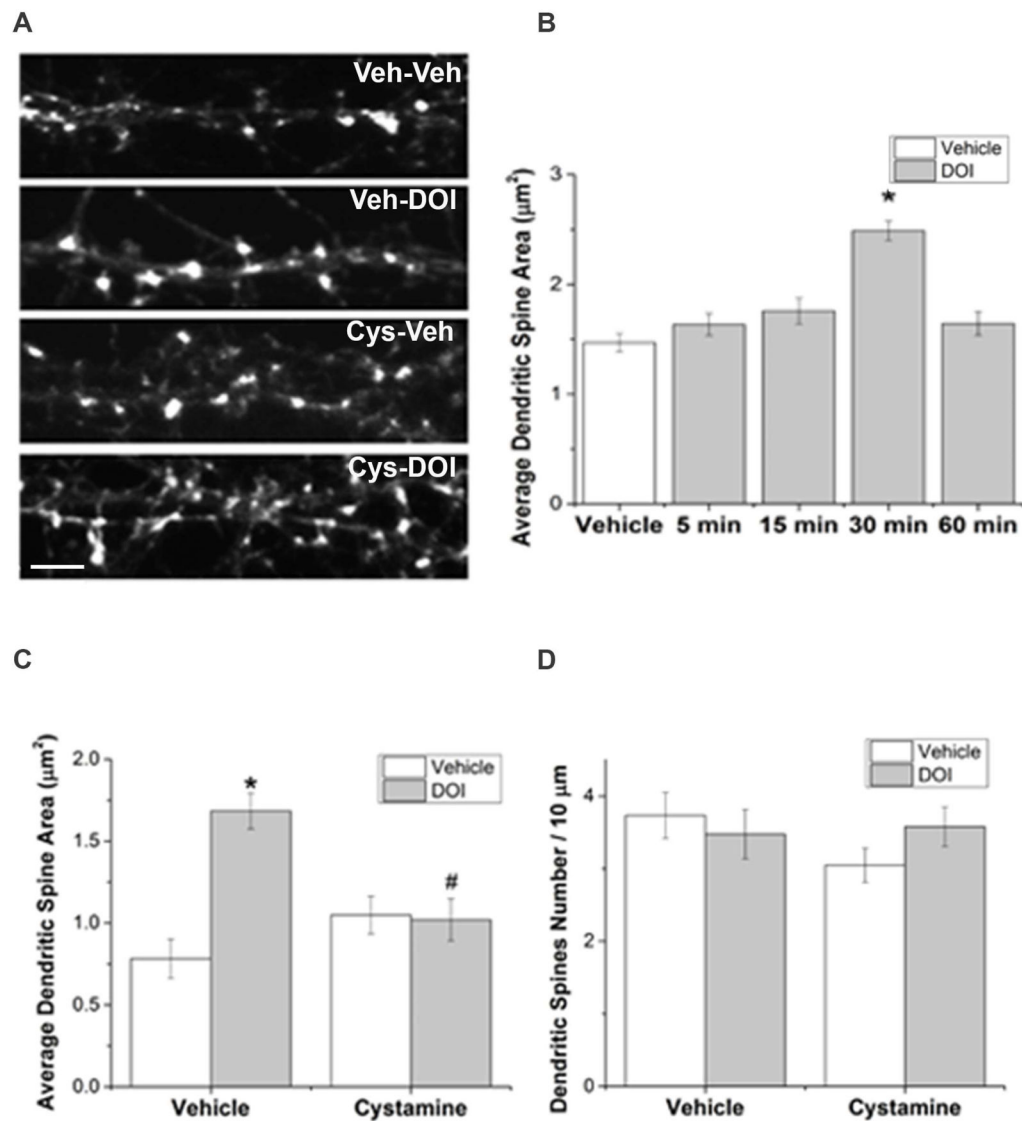 A
Veh-Veh
Veh-DOI
Cys-Veh
Cys-DOI
B
Vehicle
DOI
Average Dendritic Spine Area (μm²)
3
2
1
0
*
Vehicle 5 min 15 min 30 min 60 min
C
Vehicle
DOI
Average Dendritic Spine Area (μm²)
2.0
1.5
1.0
0.5
0.0
*
#
Vehicle Cystamine
D
Vehicle
DOI
Dendritic Spines Number / 10 μm
4
2
0
Vehicle Cystamine